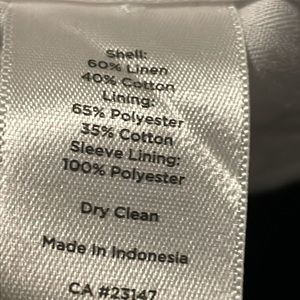 Shell:
60% Linen
40% Cotton
Lining:
65% Polyester
35% Cotton
Sleeve Lining:
100% Polyester
Dry Clean
Made In Indonesia
CA #23147